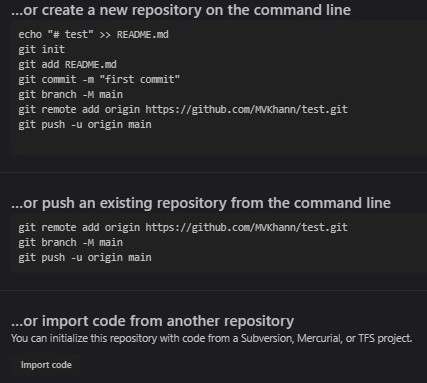 ...or create a new repository on the command line
echo "# test" >> README.md
git init
git add README.md
git commit -m "first commit"
git branch -M main
git remote add origin https://github.com/MVKhann/test.git
git push -u origin main
...or push an existing repository from the command line
git remote add origin https://github.com/MVKhann/test.git
git branch -M main
git push -u origin main
...or import code from another repository
You can initialize this repository with code from a Subversion, Mercurial, or TFS project.
Import code